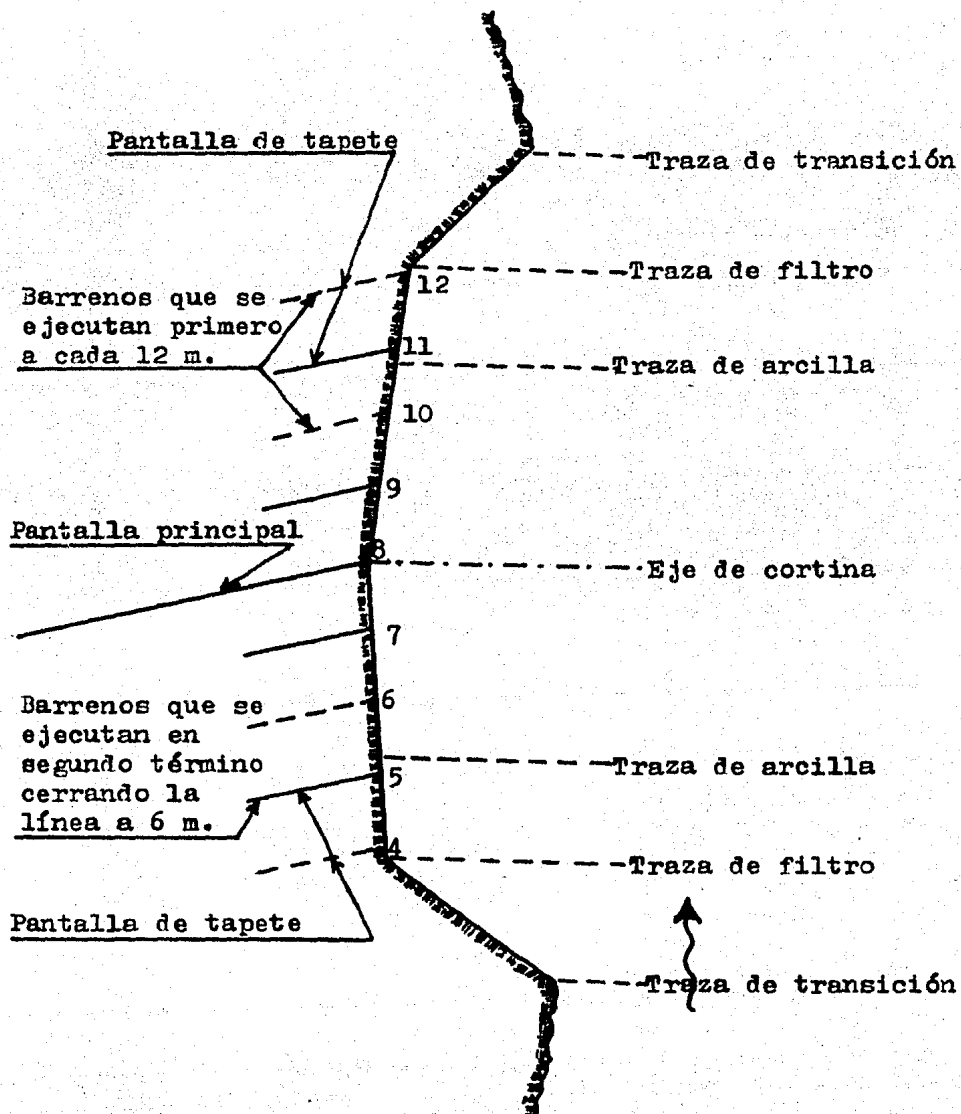 Pantalla de tapete
Traza de transición
Traza de filtro
12
Barrenos que se
ejecutan primero
a cada 12 m.
11
Traza de arcilla
10
9
Pantalla principal
8
Eje de cortina
7
6
Barrenos que se
ejecutan en
segundo término
cerrando la
línea a 6 m.
Traza de arcilla
5
4
Traza de filtro
Pantalla de tapete
Traza de transición